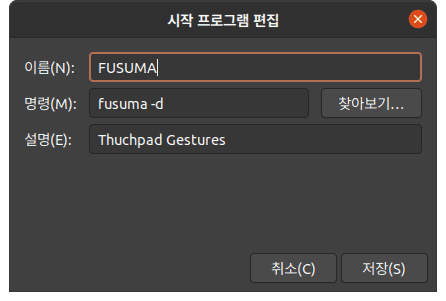 시작 프로그램 편집
이름(N): FUSUMA
명령(M): fusuma -d 찾아보기...
설명(E): Thuchpad Gestures
취소(C) 저장(S)